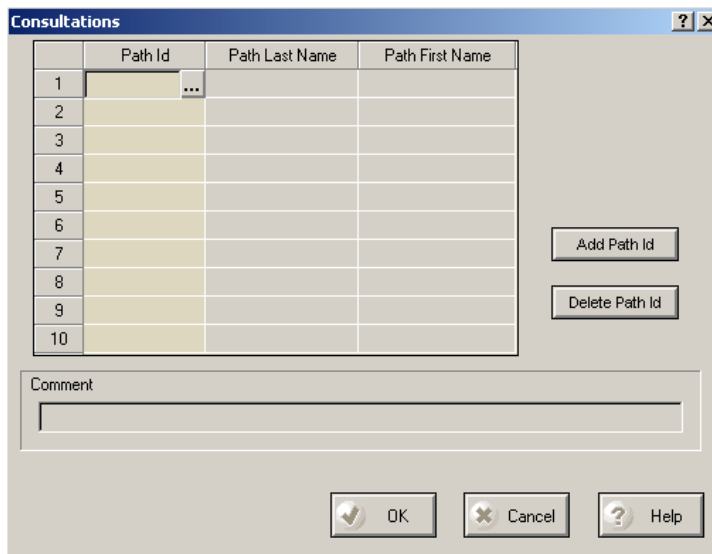 Consultations
Path Id Path Last Name Path First Name
1 ...
2
3
4
5
6
7
8
9
10
Add Path Id
Delete Path Id
Comment
OK Cancel Help